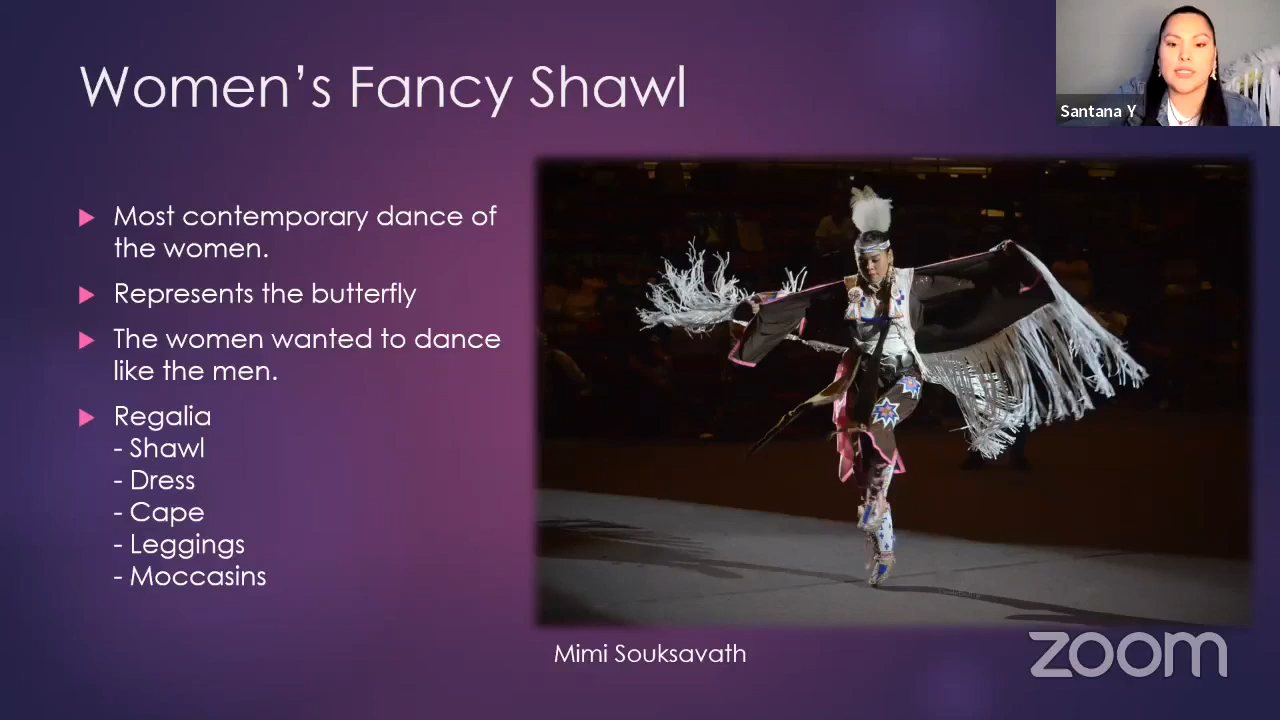 Women’s Fancy Shawl
Santana Y
Most contemporary dance of
the women.
Represents the butterfly
The women wanted to dance
like the men.
Regalia
- Shawl
- Dress
- Cape
- Leggings
- Moccasins
Mimi Souksavath
zoom